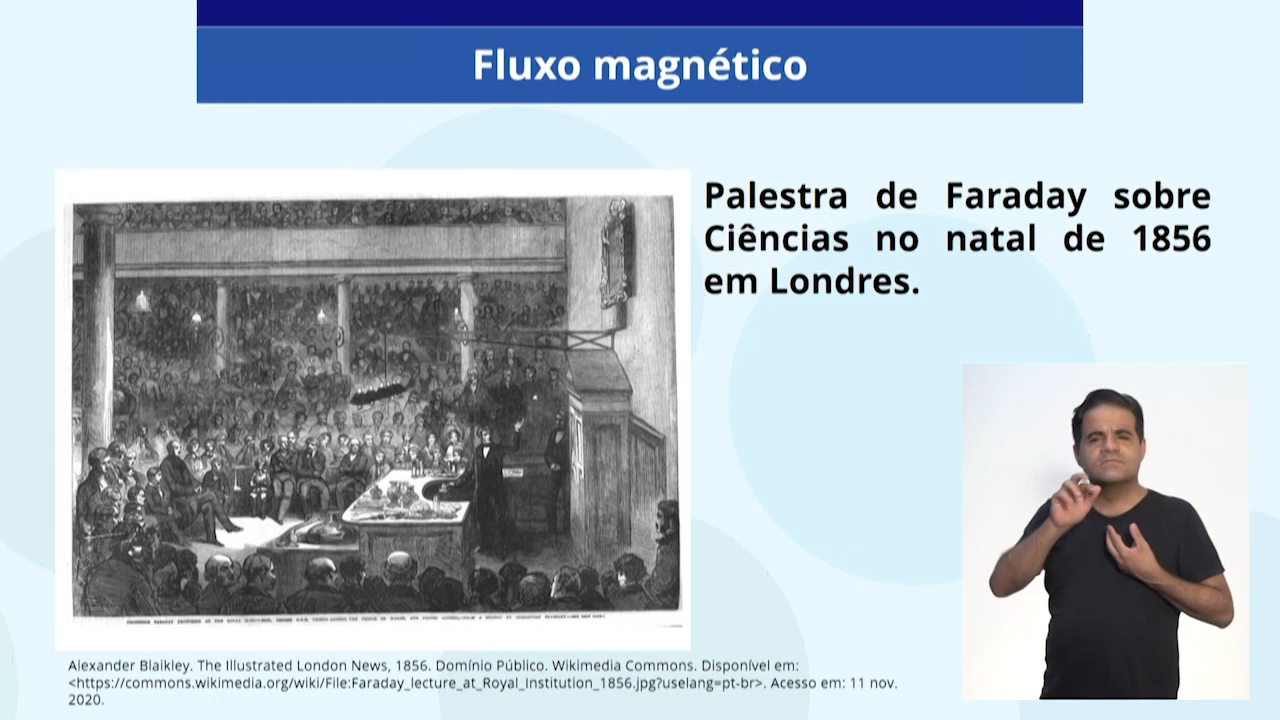 Fluxo magnético
Palestra de Faraday sobre
Ciências no natal de 1856
em Londres.
Alexander Blaikley. The Illustrated London News, 1856. Domínio Público. Wikimedia Commons. Disponível em:
<https://commons.wikimedia.org/wiki/File:Faraday_lecture_at_Royal_Institution_1856.jpg?uselang=pt-br>. Acesso em: 11 nov.
2020.